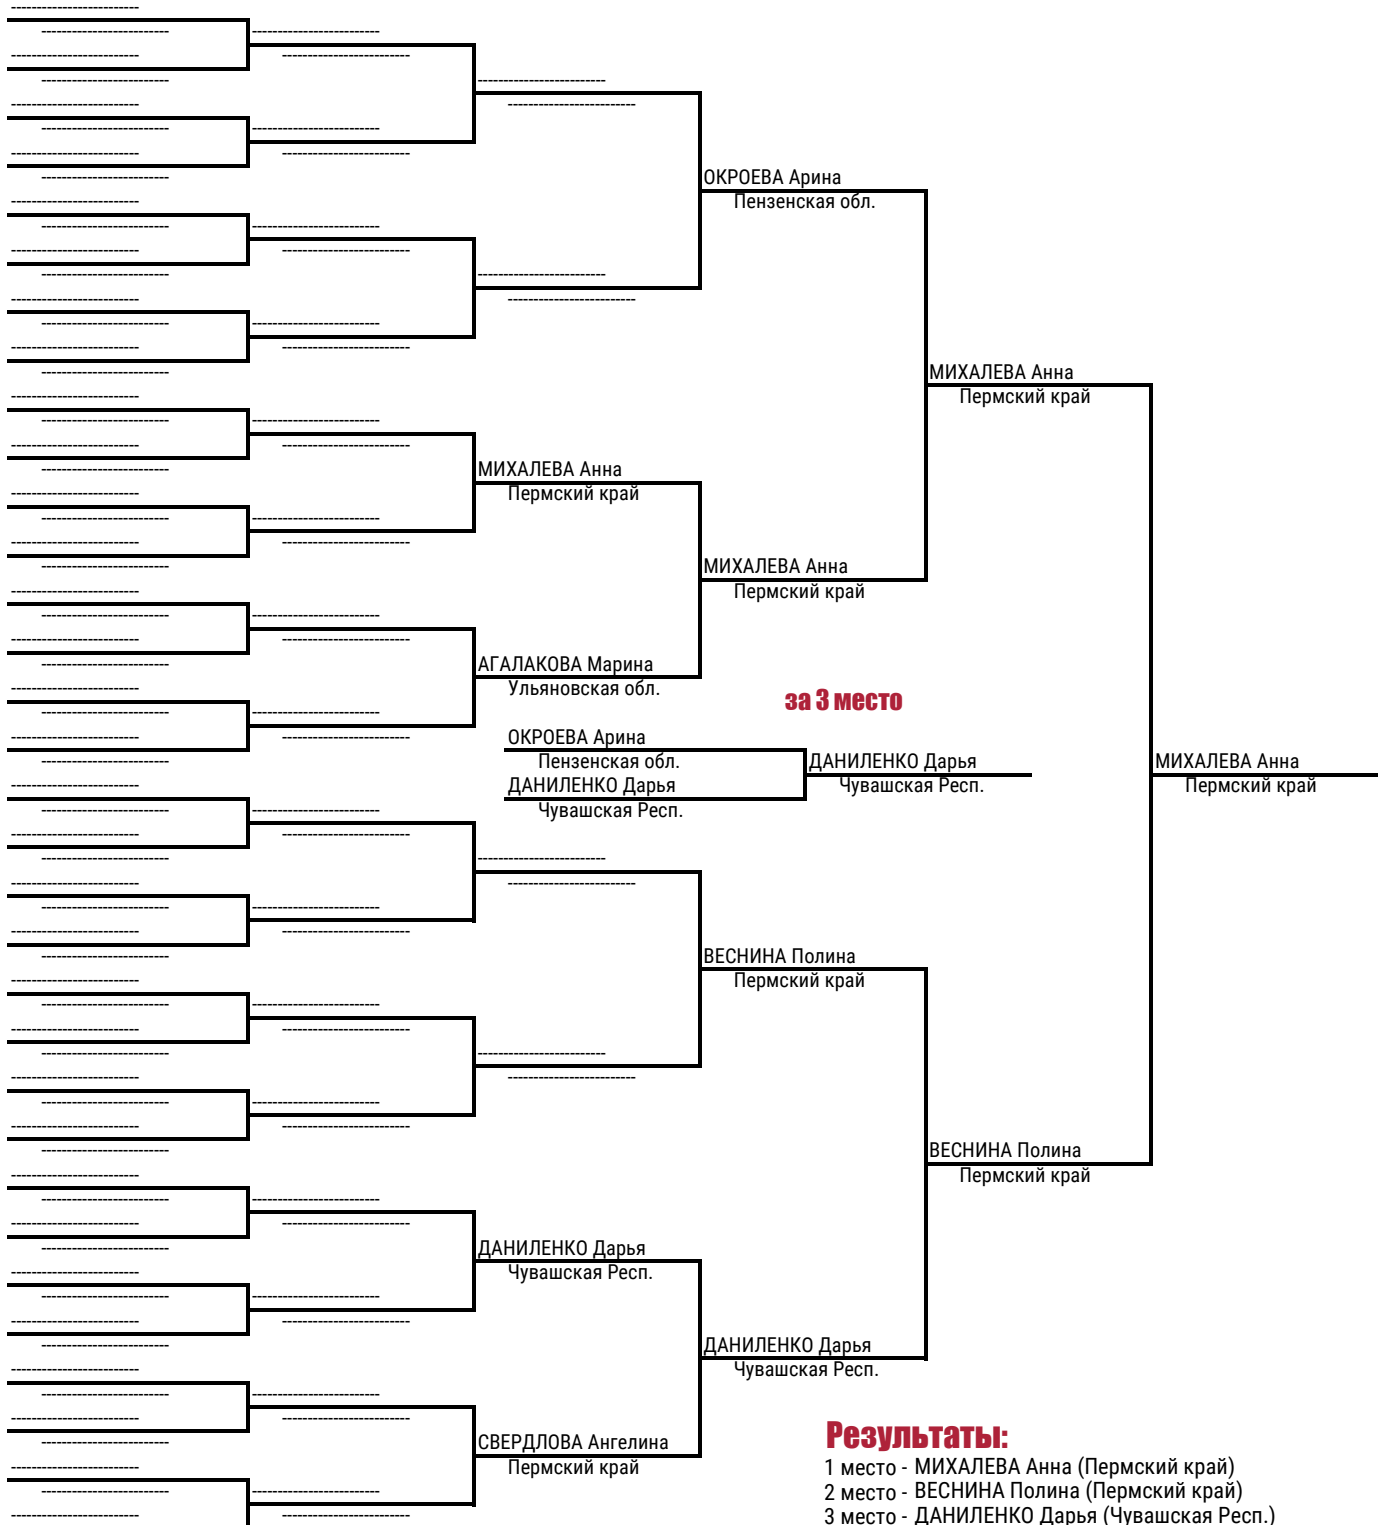 ОКРОЕВА Арина
Пензенская обл.
МИХАЛЕВА Анна
Пермский край
МИХАЛЕВА Анна
Пермский край
МИХАЛЕВА Анна
Пермский край
АГАЛАКОВА Марина
Ульяновская обл.
за 3 место
ОКРОЕВА Арина
Пензенская обл.
ДАНИЛЕНКО Дарья
Чувашская Респ.
ДАНИЛЕНКО Дарья
Чувашская Респ.
МИХАЛЕВА Анна
Пермский край
ВЕСНИНА Полина
Пермский край
ВЕСНИНА Полина
Пермский край
ДАНИЛЕНКО Дарья
Чувашская Респ.
ДАНИЛЕНКО Дарья
Чувашская Респ.
СВЕРДЛОВА Ангелина
Пермский край
Результаты:
1 место - МИХАЛЕВА Анна (Пермский край)
2 место - ВЕСНИНА Полина (Пермский край)
3 место - ДАНИЛЕНКО Дарья (Чувашская Респ.)